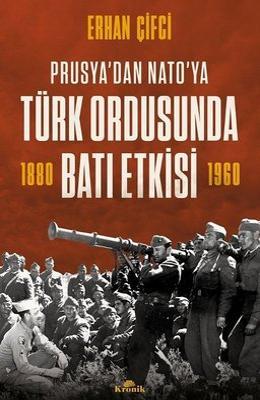 ERHAN ÇİFCİ
PRUSYA'DAN NATO'YA
TÜRK ORDUSUNDA
1880 BATI ETKİSİ 1960
Kronik